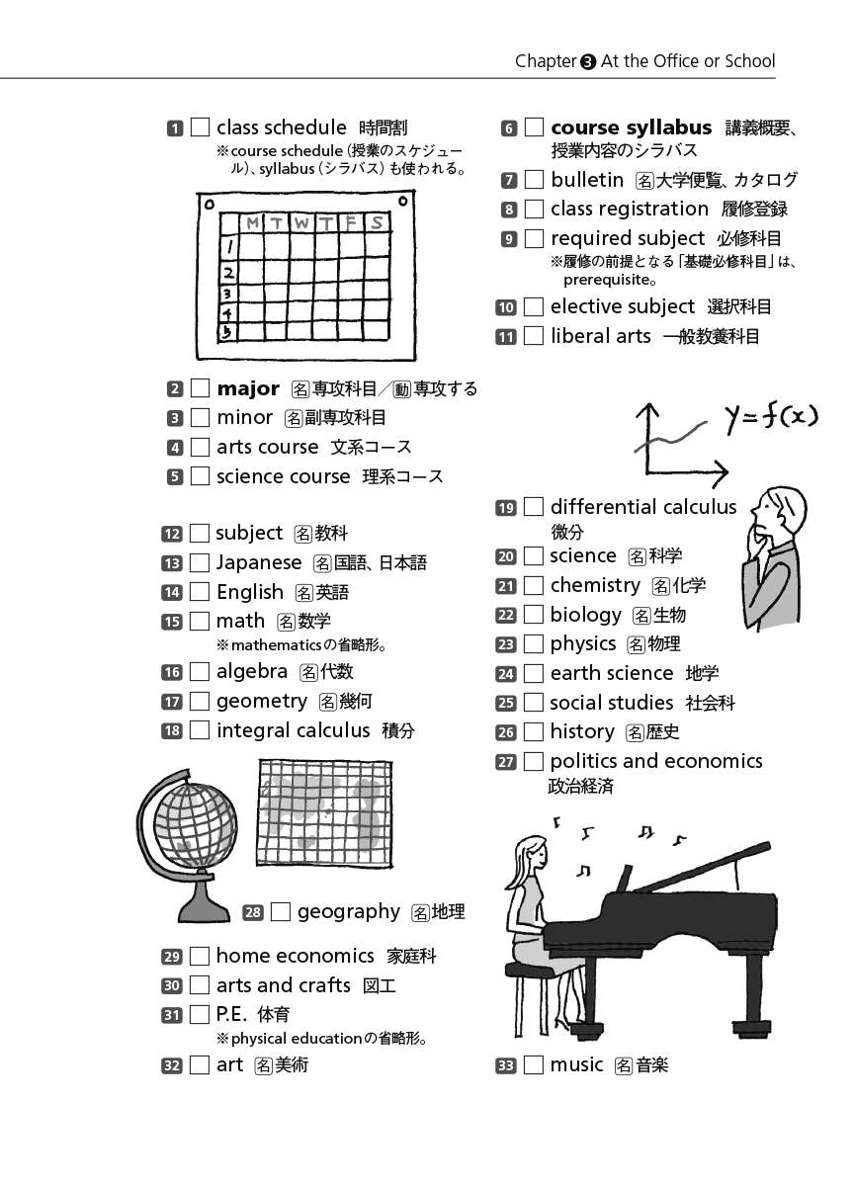 Chapter 3 At the Office or School
1 □ class schedule 時間割
※course schedule（授業のスケジュー
ル）、syllabus（シラバス）も使われる。
M T W T F S
1
2
3
4
5
2 □ major 名専攻科目／動専攻する
3 □ minor 名副専攻科目
4 □ arts course 文系コース
5 □ science course 理系コース
6 □ course syllabus 講義概要、
授業内容のシラバス
7 □ bulletin 名大学便覧、カタログ
8 □ class registration 履修登録
9 □ required subject 必修科目
※履修の前提となる「基礎必修科目」は、
prerequisite。
10 □ elective subject 選択科目
11 □ liberal arts 一般教養科目
y=f(x)
12 □ subject 名教科
13 □ Japanese 名国語、日本語
14 □ English 名英語
15 □ math 名数学
※mathematicsの省略形。
16 □ algebra 名代数
17 □ geometry 名幾何
18 □ integral calculus 積分
19 □ differential calculus
微分
20 □ science 名科学
21 □ chemistry 名化学
22 □ biology 名生物
23 □ physics 名物理
24 □ earth science 地学
25 □ social studies 社会科
26 □ history 名歴史
27 □ politics and economics
政治経済
28 □ geography 名地理
29 □ home economics 家庭科
30 □ arts and crafts 図工
31 □ P.E. 体育
※physical educationの省略形。
32 □ art 名美術
33 □ music 名音楽